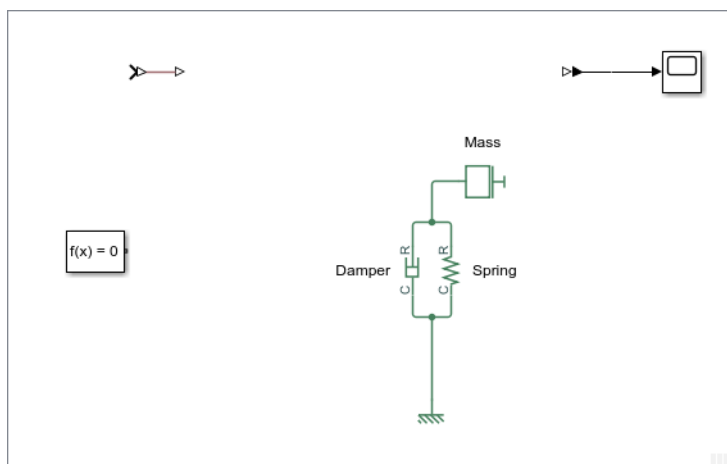 Mass
f(x) = 0
R
R
Damper
Spring
C
C